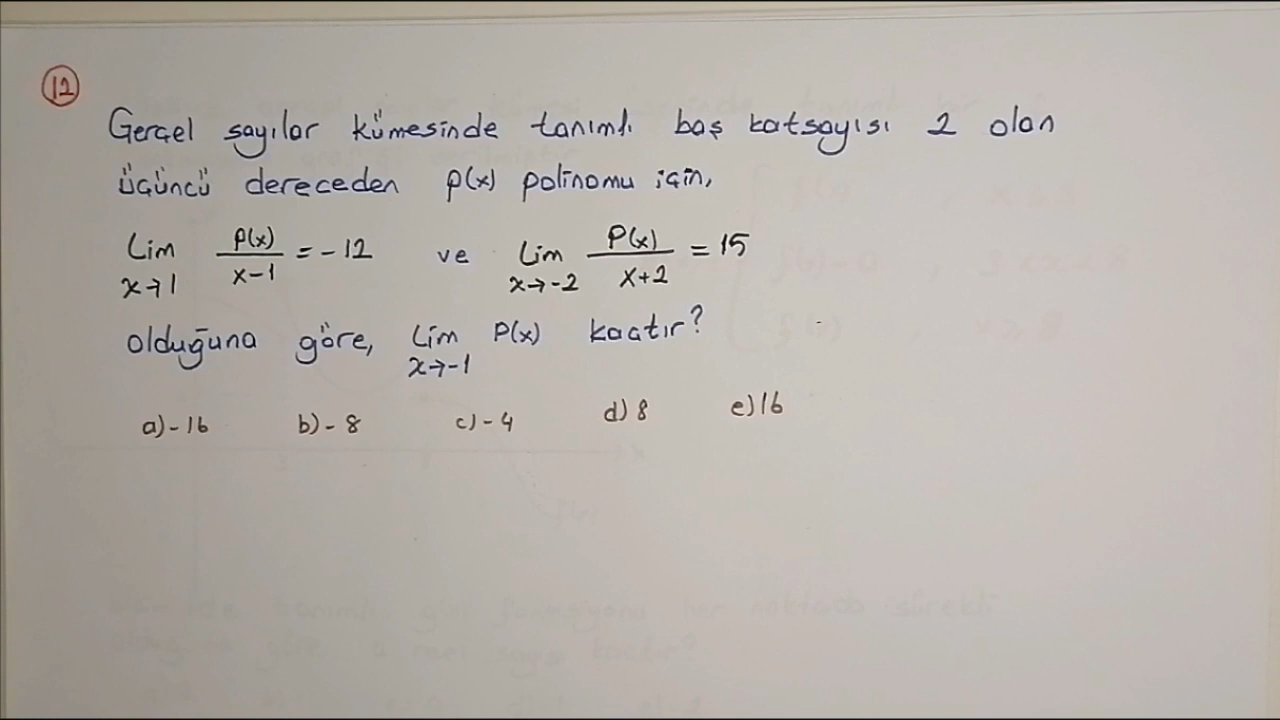 12
Gerçel sayılar kümesinde tanımlı baş katsayısı 2 olan
üçüncü dereceden p(x) polinomu için,
Lim x→1 P(x)/(x-1) = -12 ve Lim x→-2 P(x)/(x+2) = 15
olduğuna göre, Lim x→-1 P(x) kaçtır?
a)-16 b)-8 c)-4 d)8 e)16